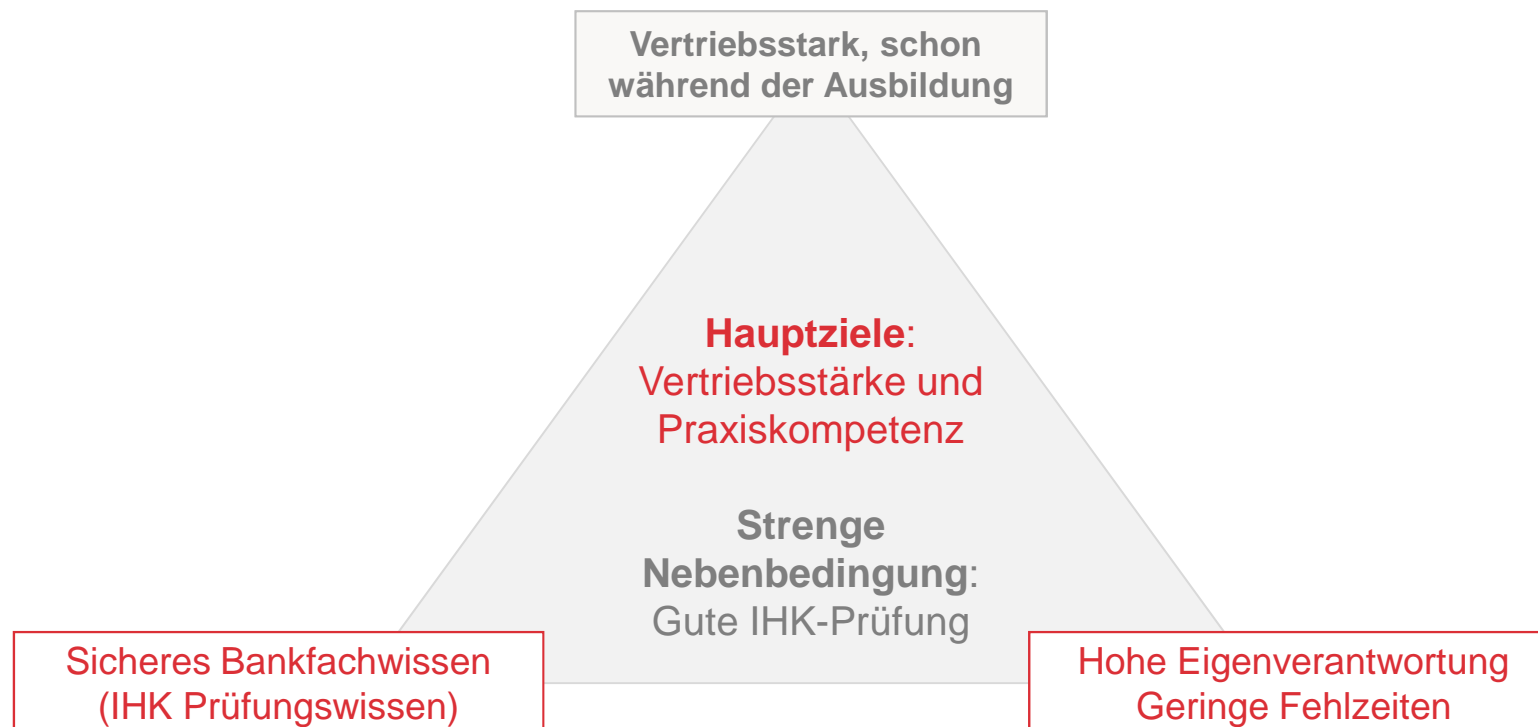 Vertriebsstark, schon
während der Ausbildung
Hauptziele:
Vertriebsstärke und
Praxiskompetenz
Strenge
Nebenbedingung:
Gute IHK-Prüfung
Sicheres Bankfachwissen
(IHK Prüfungswissen)
Hohe Eigenverantwortung
Geringe Fehlzeiten